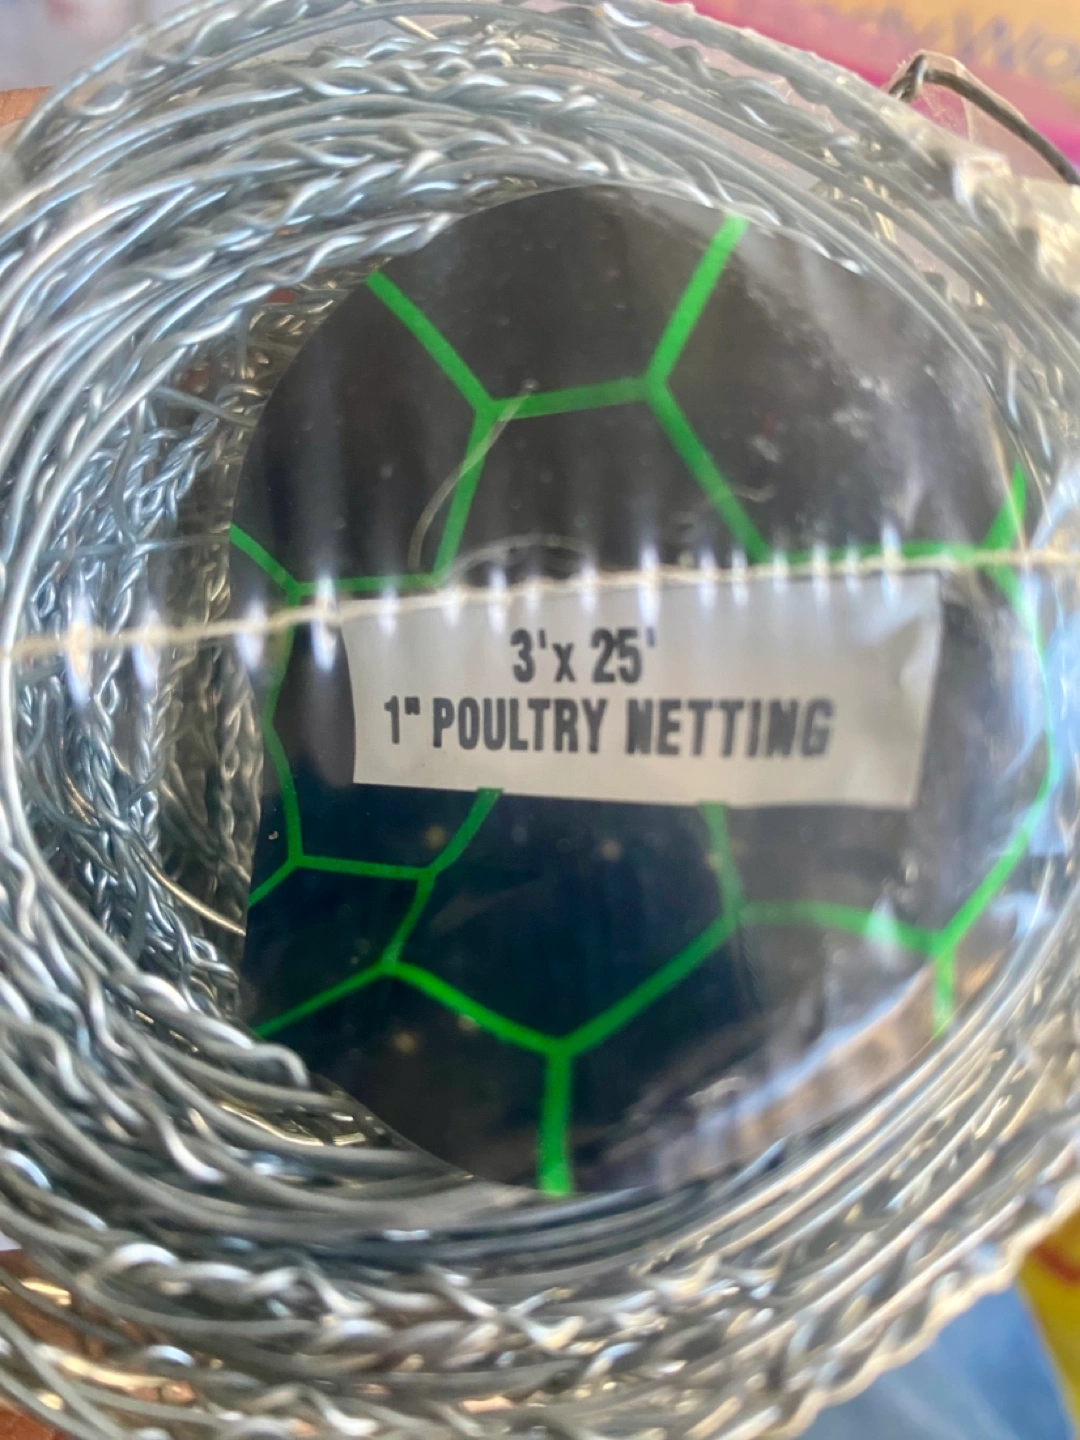 3'x 25'
1" POULTRY NETTING